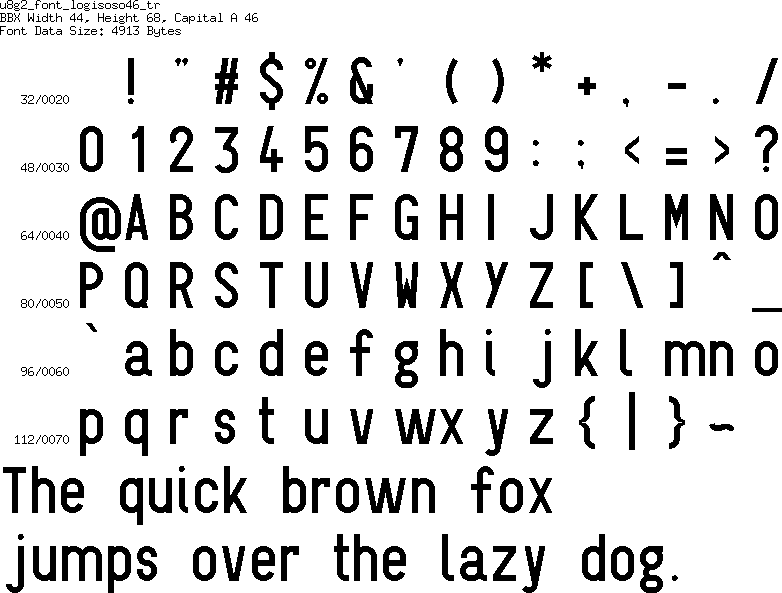 u8g2_font_logisoso46_tr
BBX Width 44, Height 68, Capital A 46
Font Data Size: 4913 Bytes
32/0020 ! " # $ % & ' ( ) * + , - . /
48/0030 0 1 2 3 4 5 6 7 8 9 : ; < = > ?
64/0040 @ A B C D E F G H I J K L M N O
80/0050 P Q R S T U V W X Y Z [ \ ] ^ _
96/0060 ` a b c d e f g h i j k l m n o
112/0070 p q r s t u v w x y z { | } ~
The quick brown fox
jumps over the lazy dog.